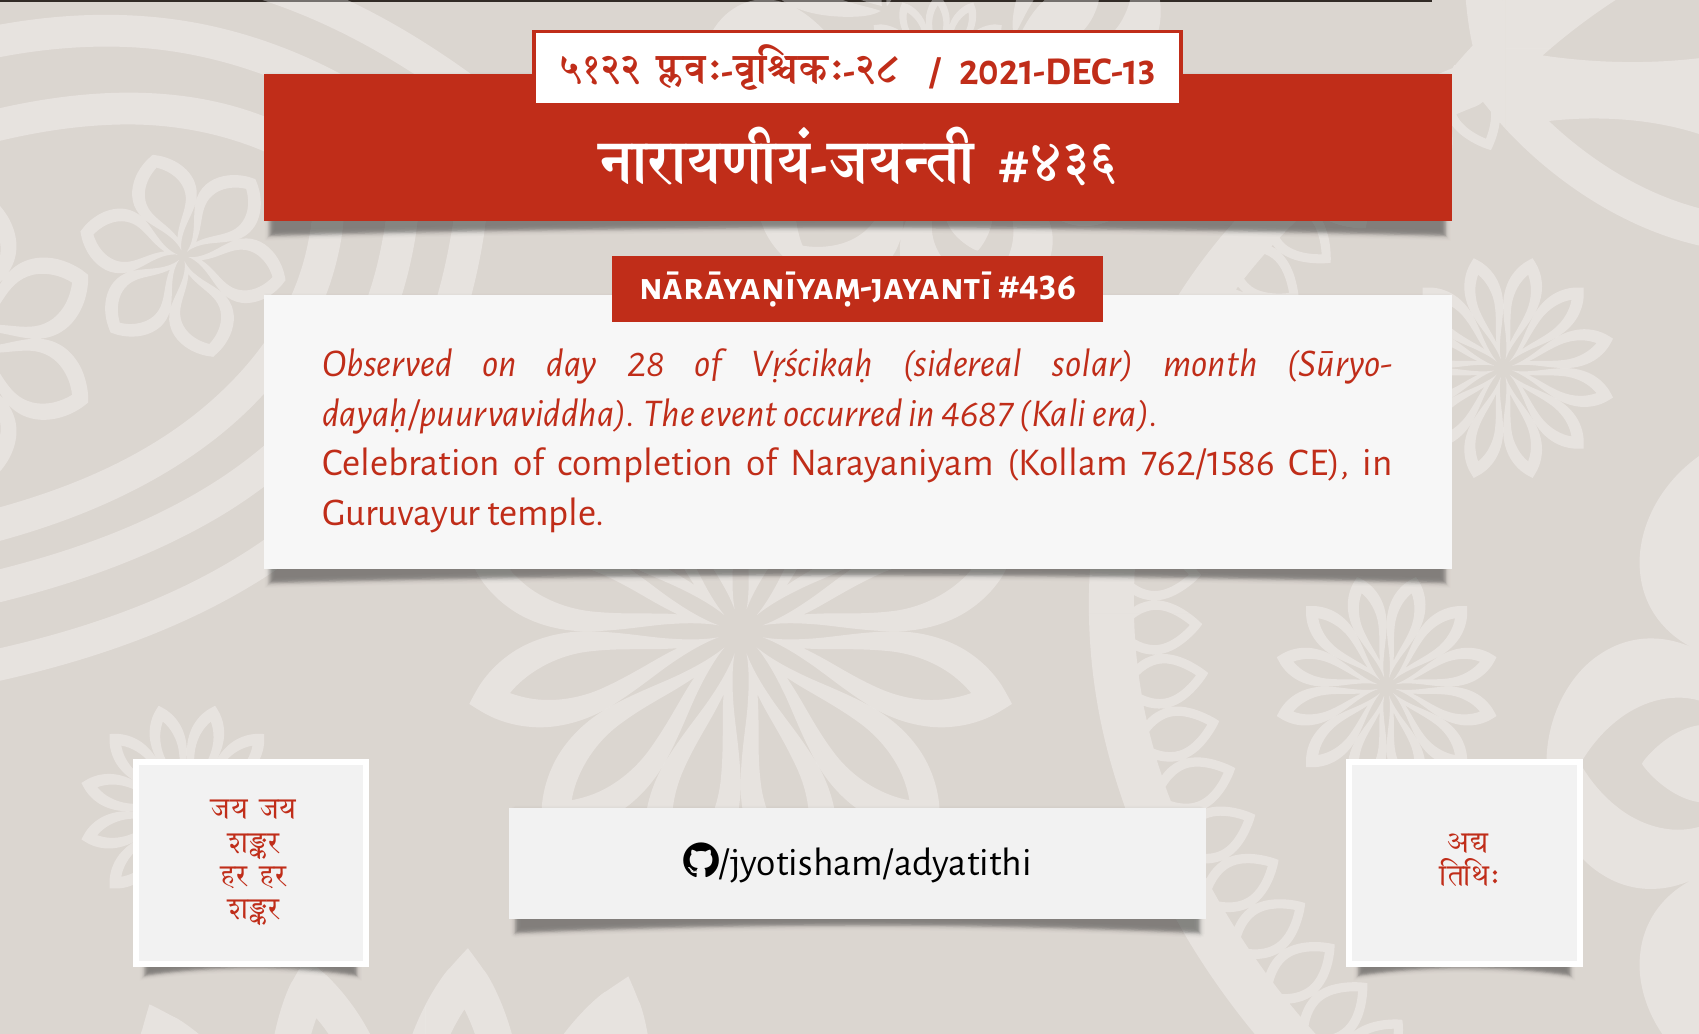 ५१२२ प्लवः-वृश्चिकः-२८ / 2021-DEC-13
नारायणीयं-जयन्ती #४३६
NĀRĀYAṆĪYAṂ-JAYANTĪ #436
Observed on day 28 of Vṛścikaḥ (sidereal solar) month (Sūryo-
dayaḥ/puurvaviddha). The event occurred in 4687 (Kali era).
Celebration of completion of Narayaniyam (Kollam 762/1586 CE), in
Guruvayur temple.
जय जय
शङ्कर
हर हर
शङ्कर
/jyotisham/adyatithi
अद्य
तिथिः